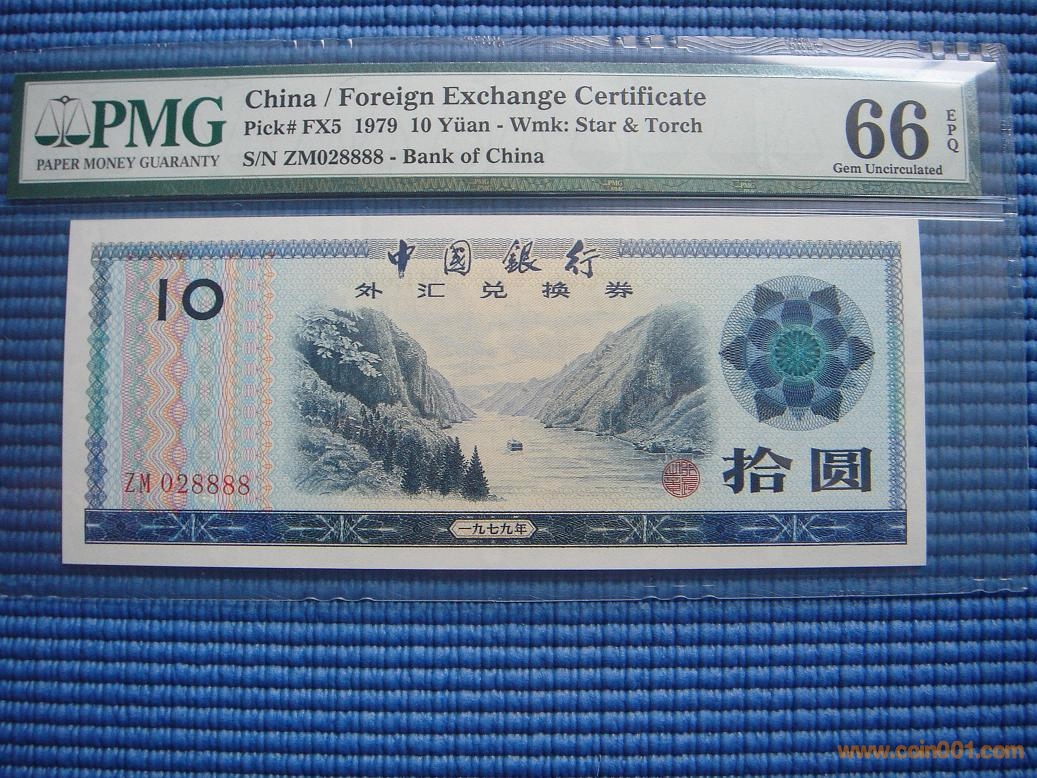 PMG
PAPER MONEY GUARANTY
China / Foreign Exchange Certificate
Pick# FX5 1979 10 Yüan - Wmk: Star & Torch
S/N ZM028888 - Bank of China
66
EPQ
Gem Uncirculated
中國銀行
外汇兑换券
10
ZM 028888
拾圆
一九七九年
www.coin001.com